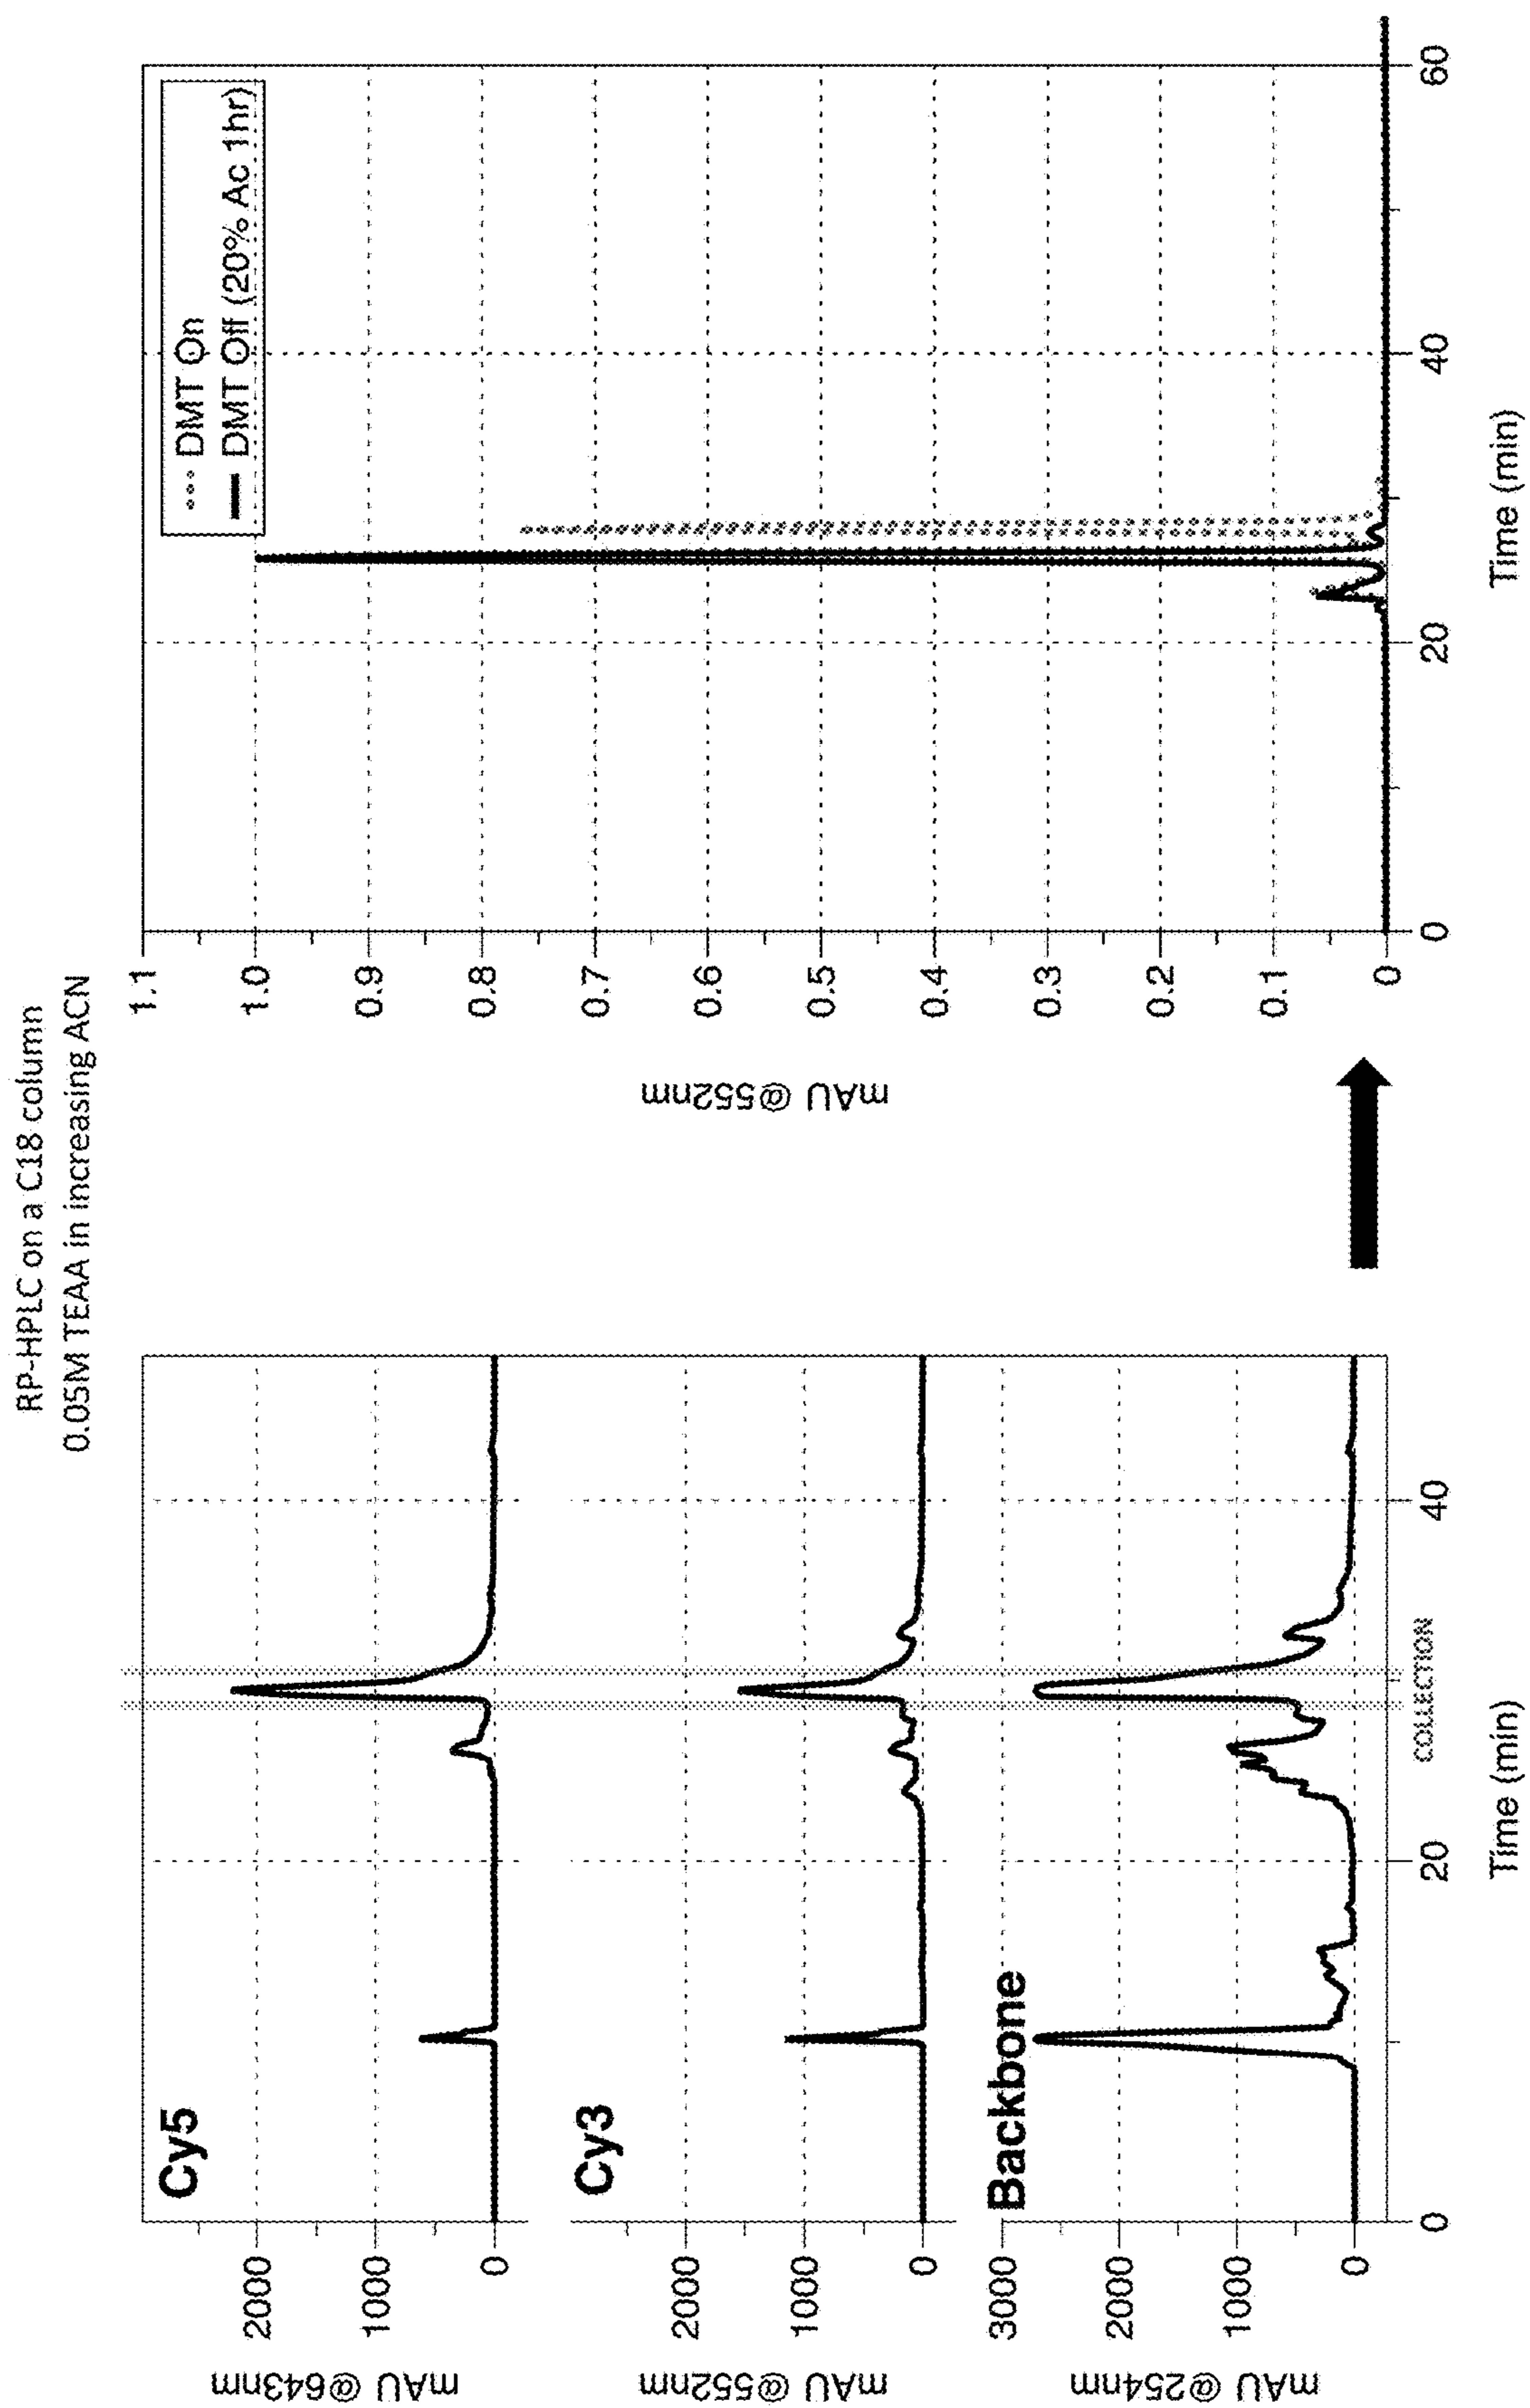 RP-HPLC on a C18 column
0.05M TEAA in increasing ACN
Cy5
2000
1000
0
mAU @643nm
Cy3
2000
1000
0
mAU @552nm
Backbone
3000
2000
1000
0
mAU @254nm
0
20
40
COLLECTION
Time (min)
DMT On
DMT Off (20% Ac 1hr)
1.1
1.0
0.9
0.8
0.7
0.6
0.5
0.4
0.3
0.2
0.1
0
mAU @552nm
0
20
40
60
Time (min)